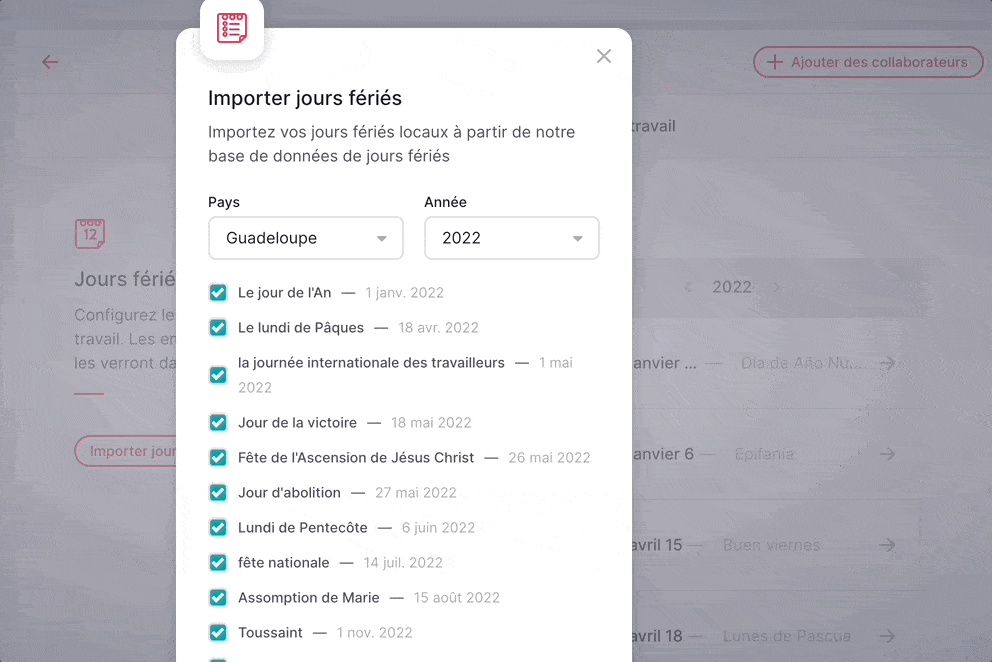 Ajouter des collaborateurs
Importer jours fériés
Importez vos jours fériés locaux à partir de notre
base de données de jours fériés
Pays
Année
Guadeloupe
2022
Le jour de l'An — 1 janv. 2022
Le lundi de Pâques — 18 avr. 2022
la journée internationale des travailleurs — 1 mai
2022
Jour de la victoire — 18 mai 2022
Fête de l'Ascension de Jésus Christ — 26 mai 2022
Jour d'abolition — 27 mai 2022
Lundi de Pentecôte — 6 juin 2022
fête nationale — 14 juil. 2022
Assomption de Marie — 15 août 2022
Toussaint — 1 nov. 2022
12
Jours férié
Configurez le
travail. Les en
les verront da
Importer jour
travail
2022
anvier ... — Dia de Año Nu...
anvier 6 — Epifania
avril 15 — Buen viernes
avril 18 — Lunes de Pascua